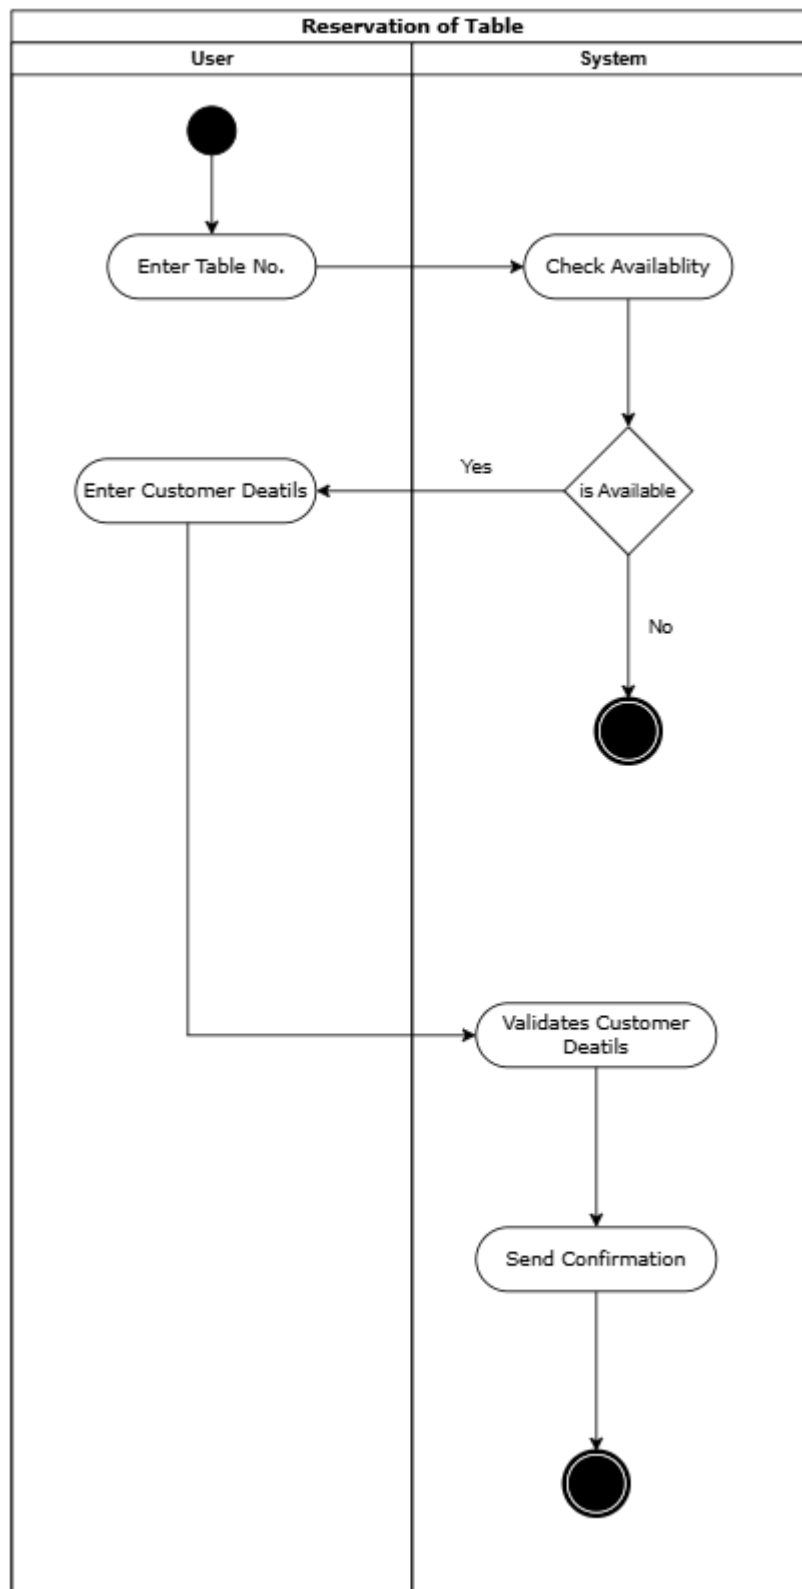 Reservation of Table
User
System
Enter Table No.
Check Availablity
Yes
Enter Customer Deatils
is Available
No
Validates Customer
Deatils
Send Confirmation